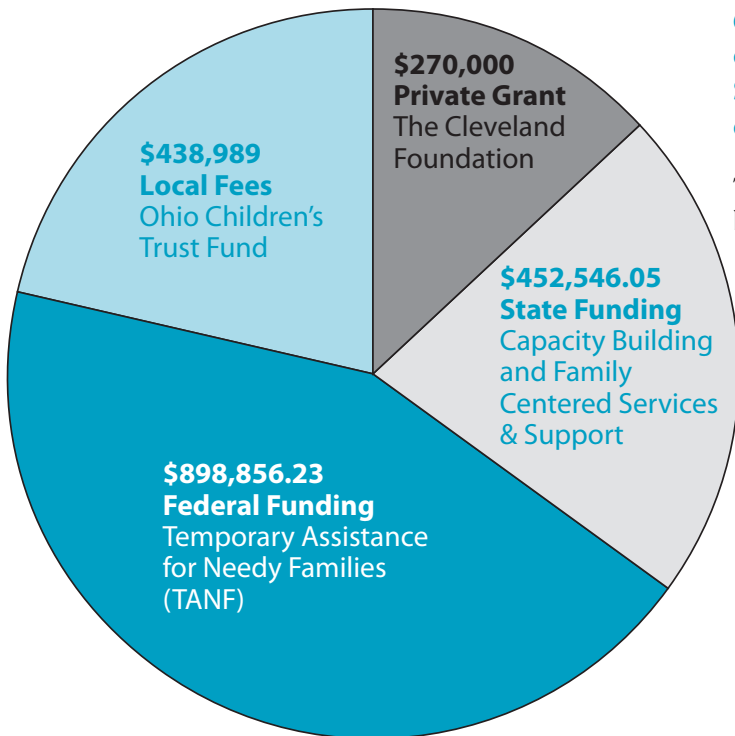 $270,000
Private Grant
The Cleveland
Foundation
$438,989
Local Fees
Ohio Children's
Trust Fund
$452,546.05
State Funding
Capacity Building
and Family
Centered Services
& Support
$898,856.23
Federal Funding
Temporary Assistance
for Needy Families
(TANF)